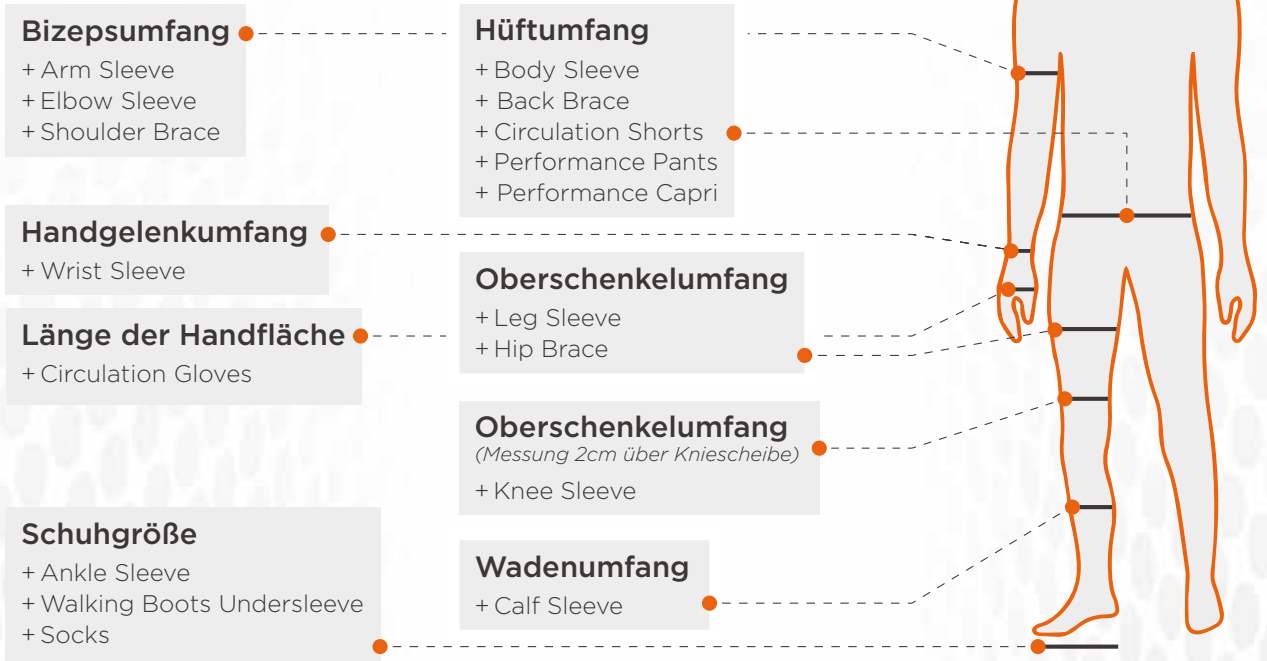 Bizepsumfang
+ Arm Sleeve
+ Elbow Sleeve
+ Shoulder Brace
Handgelenkumfang
+ Wrist Sleeve
Länge der Handfläche
+ Circulation Gloves
Schuhgröße
+ Ankle Sleeve
+ Walking Boots Undersleeve
+ Socks
Hüftumfang
+ Body Sleeve
+ Back Brace
+ Circulation Shorts
+ Performance Pants
+ Performance Capri
Oberschenkelumfang
+ Leg Sleeve
+ Hip Brace
Oberschenkelumfang
(Messung 2cm über Kniescheibe)
+ Knee Sleeve
Wadenumfang
+ Calf Sleeve